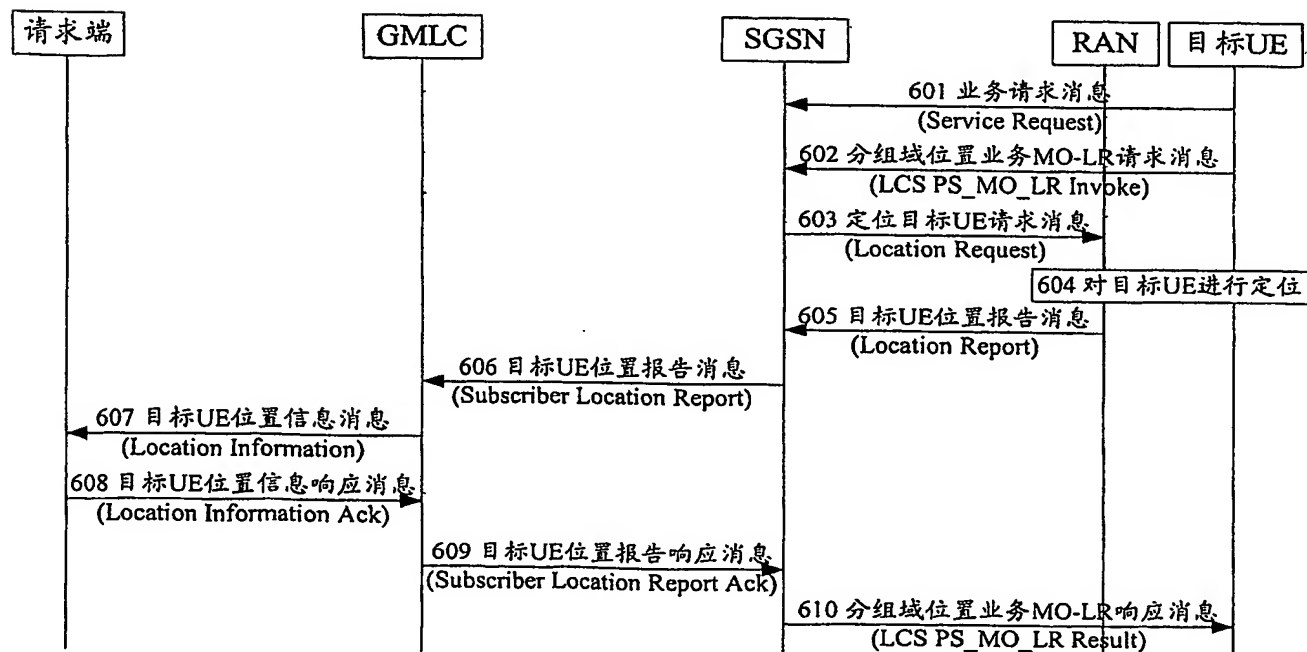 请求端
GMLC
SGSN
RAN
目标UE
601 业务请求消息
(Service Request)
602 分组域位置业务MO-LR请求消息
(LCS PS_MO_LR Invoke)
603 定位目标UE请求消息
(Location Request)
604 对目标UE进行定位
605 目标UE位置报告消息
(Location Report)
606 目标UE位置报告消息
(Subscriber Location Report)
607 目标UE位置信息消息
(Location Information)
608 目标UE位置信息响应消息
(Location Information Ack)
609 目标UE位置报告响应消息
(Subscriber Location Report Ack)
610 分组域位置业务MO-LR响应消息
(LCS PS_MO_LR Result)